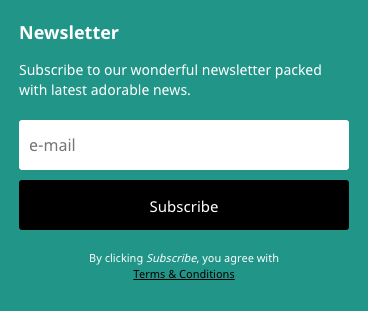 Newsletter
Subscribe to our wonderful newsletter packed
with latest adorable news.
e-mail
Subscribe
By clicking Subscribe, you agree with
Terms & Conditions